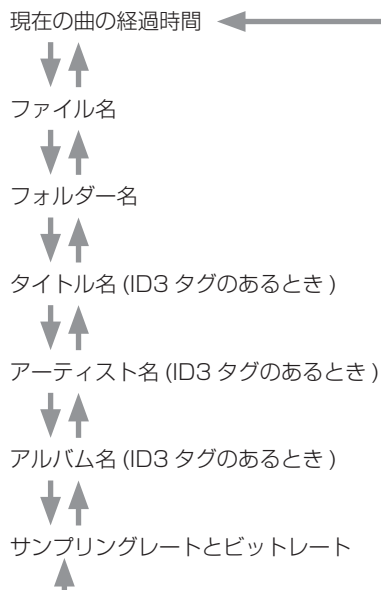 現在の曲の経過時間
ファイル名
フォルダー名
タイトル名 (ID3 タグのあるとき )
アーティスト名 (ID3 タグのあるとき )
アルバム名 (ID3 タグのあるとき )
サンプリングレートとビットレート